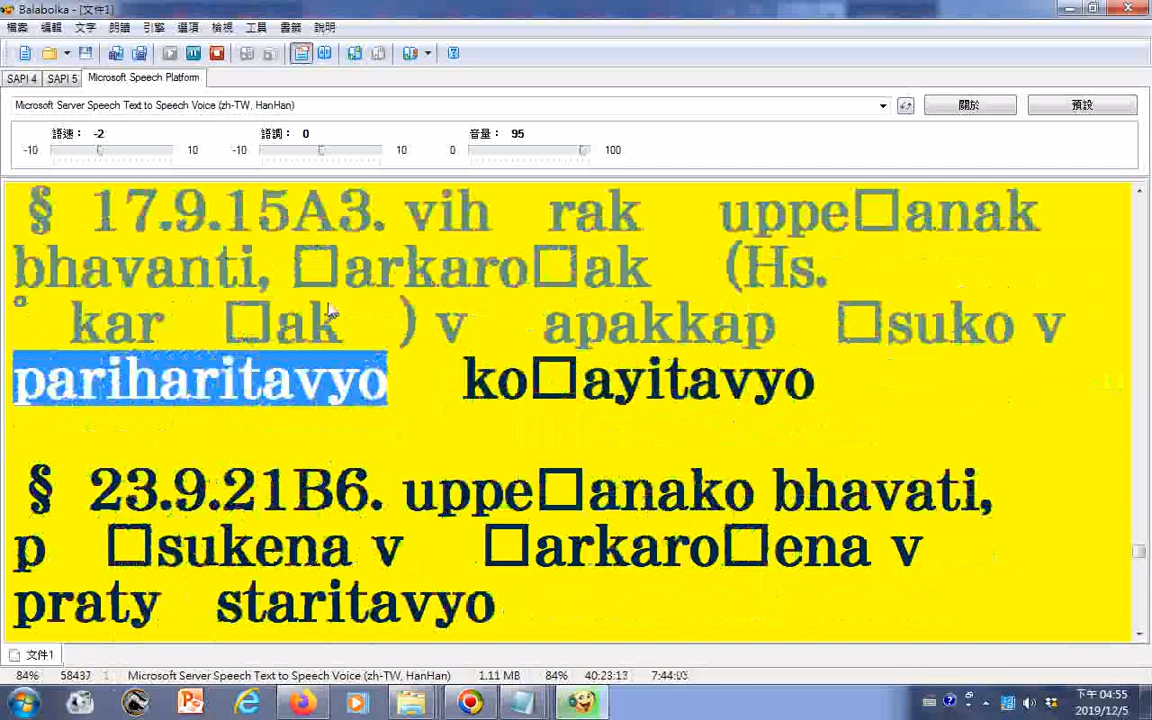 Balabolka - [文件1]
檔案 編輯 文字 朗讀 引擎 選項 檢視 工具 書籤 說明
SAPI 4 SAPI 5 Microsoft Speech Platform
Microsoft Server Speech Text to Speech Voice (zh-TW, HanHan) 關於 預設
語速： -2 語調： 0 音量： 95
-10 10 -10 10 0 100
§ 17.9.15A3. vih rak uppe□anak
bhavanti, □arkaro□ak (Hs.
° kar □ak ) v apakkap □suko v
pariharitavyo ko□ayitavyo
§ 23.9.21B6. uppe□anako bhavati,
p □sukena v □arkaro□ena v
praty staritavyo
文件1
84% 58437 1 Microsoft Server Speech Text to Speech Voice (zh-TW, HanHan) 1.11 MB 84% 40:23:13 7:44:03
下午 04:55
2019/12/5